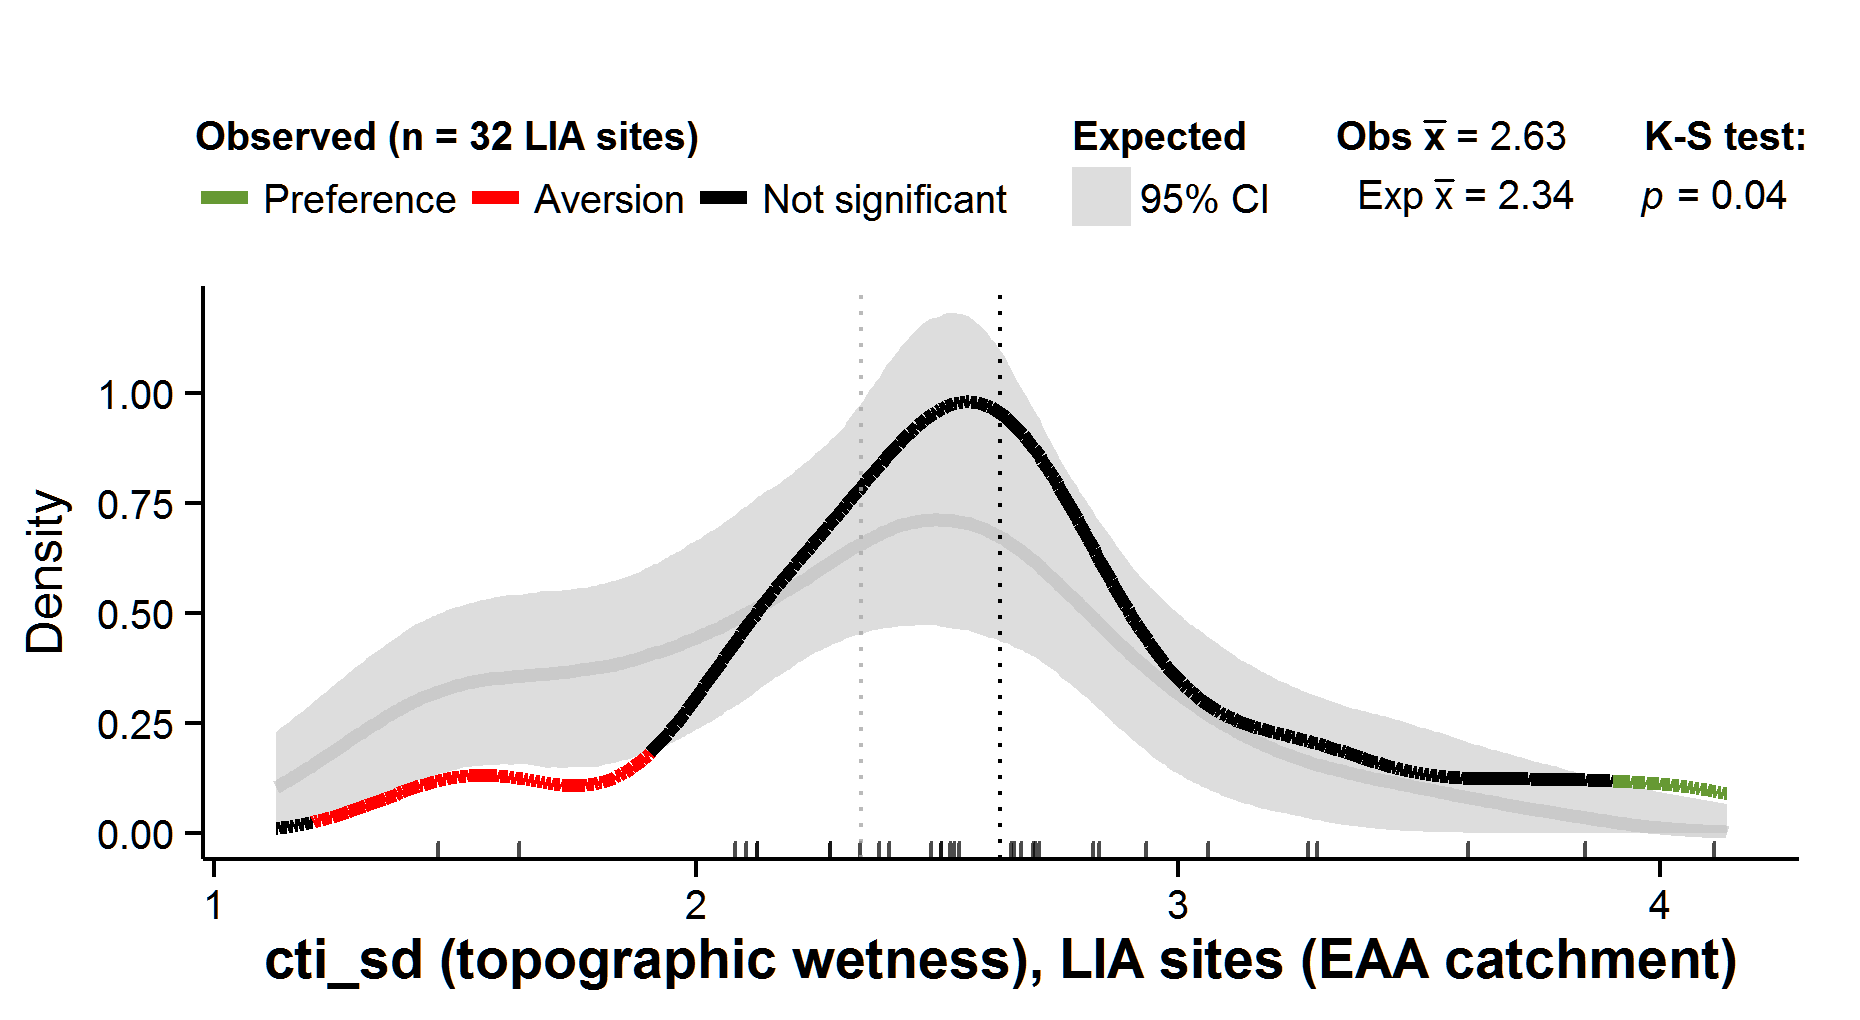 Observed (n = 32 LIA sites) Expected Obs x̅ = 2.63 K-S test:
Preference Aversion Not significant 95% CI Exp x̅ = 2.34 p = 0.04
Density
1.00
0.75
0.50
0.25
0.00
1 2 3 4
cti_sd (topographic wetness), LIA sites (EAA catchment)